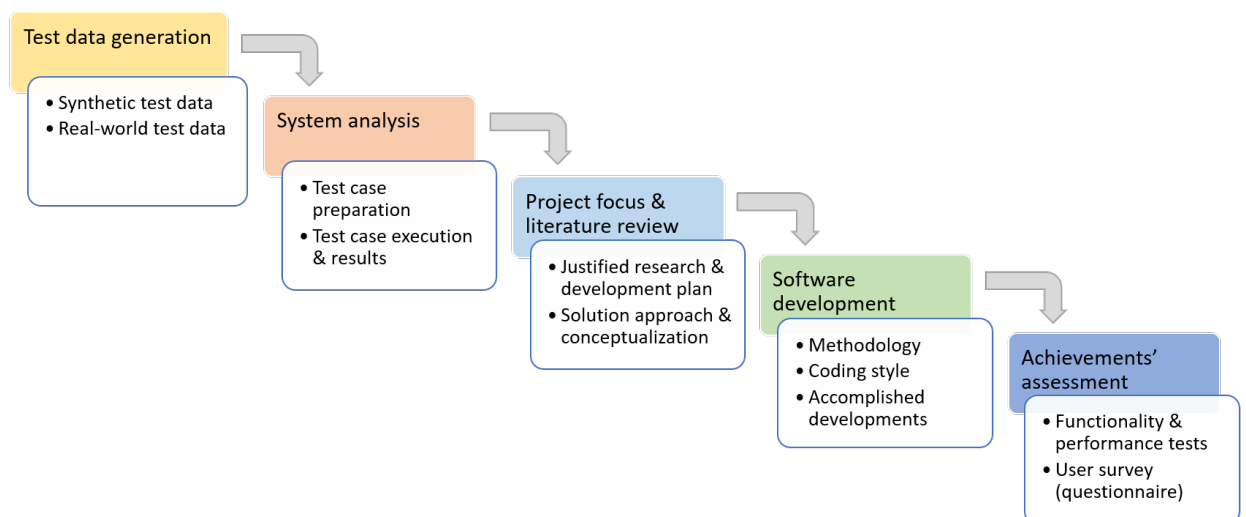 Test data generation
• Synthetic test data
• Real-world test data
System analysis
• Test case
preparation
• Test case execution
& results
Project focus &
literature review
• Justified research &
development plan
• Solution approach &
conceptualization
Software
development
• Methodology
• Coding style
• Accomplished
developments
Achievements’
assessment
• Functionality &
performance tests
• User survey
(questionnaire)